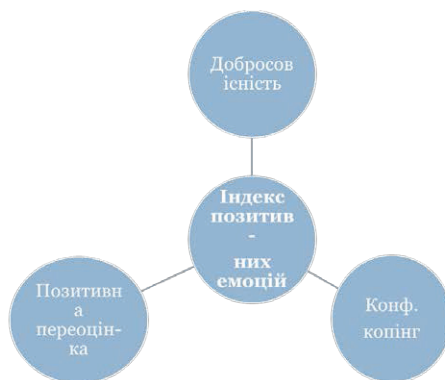 Добросов
існість
Індекс
позитив
-
них
емоцій
Позитивн
а
переоцін-
ка
Конф.
копінг